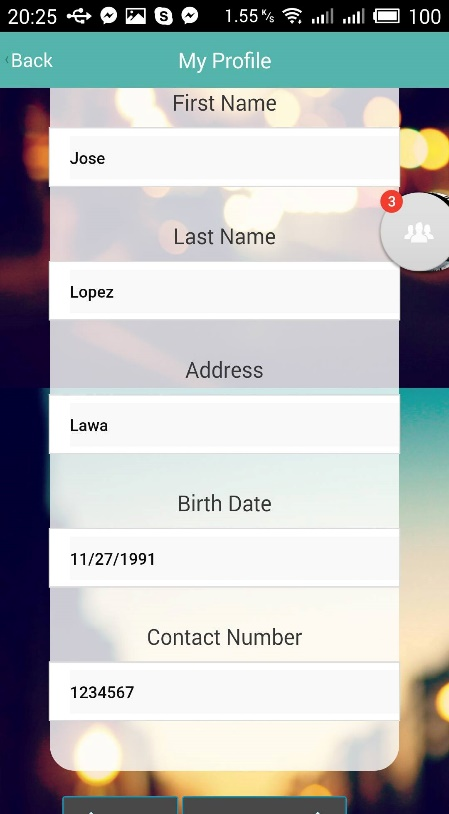 20:25 1.55 K/s 100
Back My Profile
First Name
Jose
3
Last Name
Lopez
Address
Lawa
Birth Date
11/27/1991
Contact Number
1234567